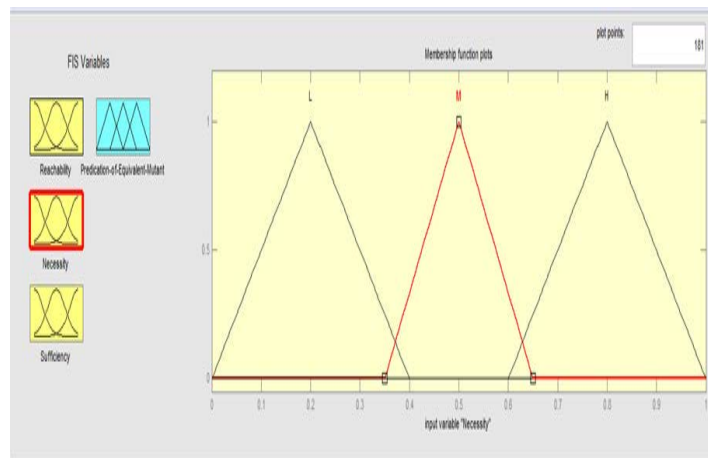 plot points:
181
FIS Variables
Membership function plots
Reachability
Predication-of-Equivalent-Mutant
Necessity
Sufficiency
L
M
H
1
0.5
0
0 0.1 0.2 0.3 0.4 0.5 0.6 0.7 0.8 0.9 1
input variable "Necessity"